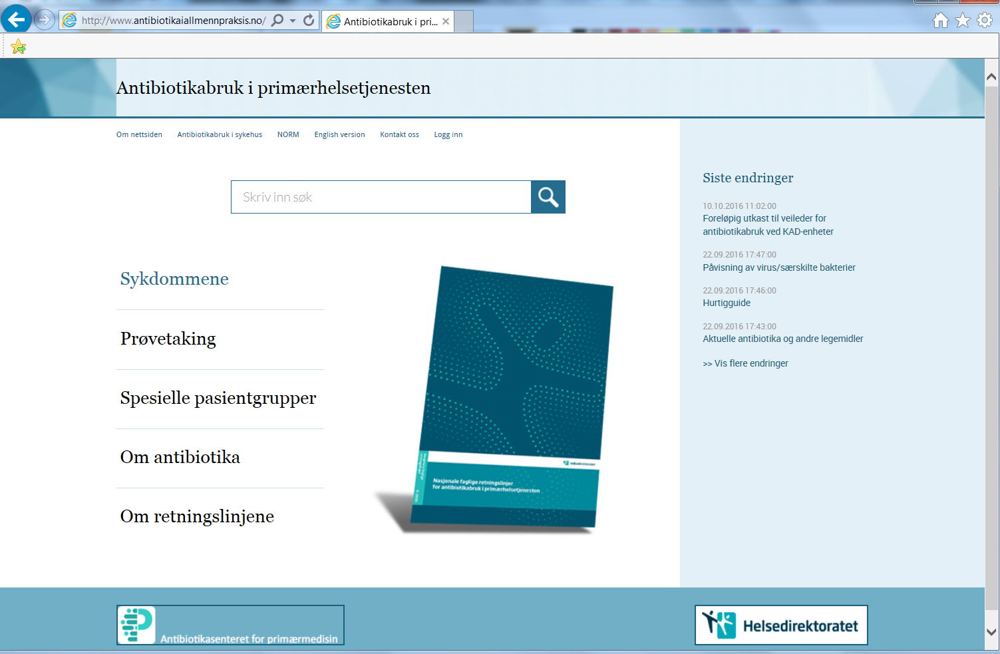 http://www.antibiotikaiallmennpraksis.no/
Antibiotikabruk i pri...
Antibiotikabruk i primærhelsetjenesten
Om nettsiden
Antibiotikabruk i sykehus
NORM
English version
Kontakt oss
Logg inn
Skriv inn søk
Sykdommene
Prøvetaking
Spesielle pasientgrupper
Om antibiotika
Om retningslinjene
Nasjonale faglige retningslinjer
for antibiotikabruk i primærhelsetjenesten
Siste endringer
10.10.2016 11:02:00
Foreløpig utkast til veileder for
antibiotikabruk ved KAD-enheter
22.09.2016 17:47:00
Påvisning av virus/særskilte bakterier
22.09.2016 17:46:00
Hurtigguide
22.09.2016 17:43:00
Aktuelle antibiotika og andre legemidler
>> Vis flere endringer
Antibiotikasenteret for primærmedisin
Helsedirektoratet